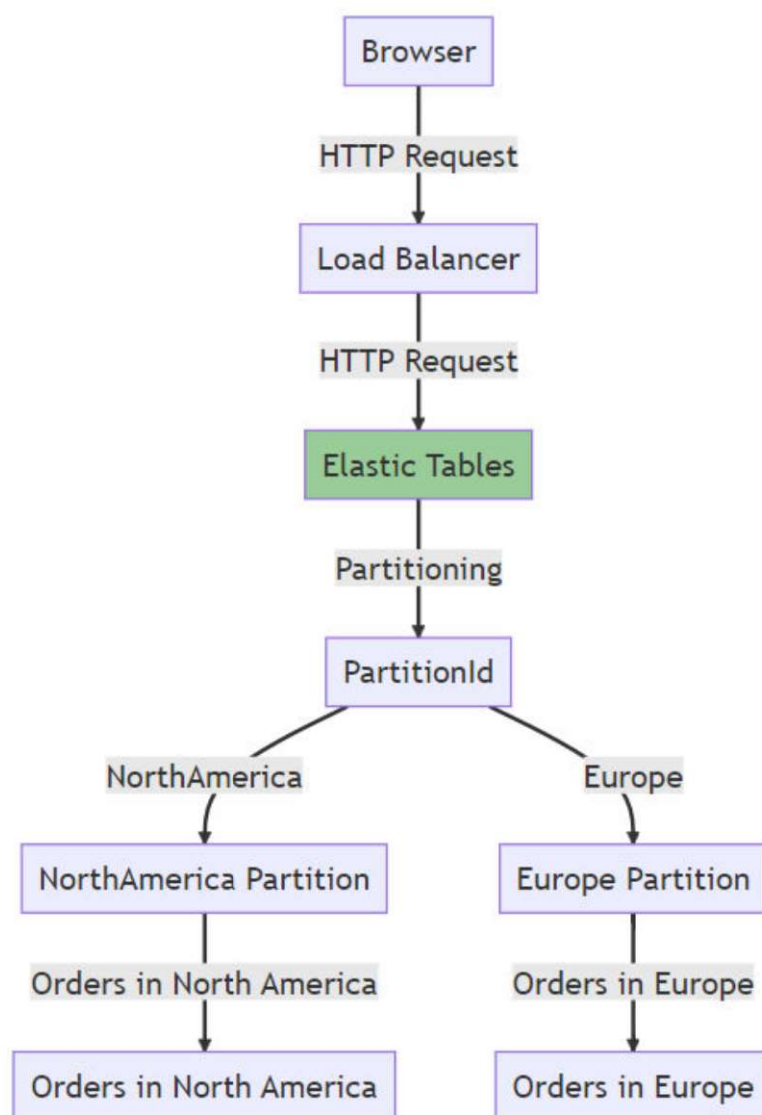 Browser
HTTP Request
Load Balancer
HTTP Request
Elastic Tables
Partitioning
PartitionId
NorthAmerica
Europe
NorthAmerica Partition
Europe Partition
Orders in North America
Orders in Europe
Orders in North America
Orders in Europe